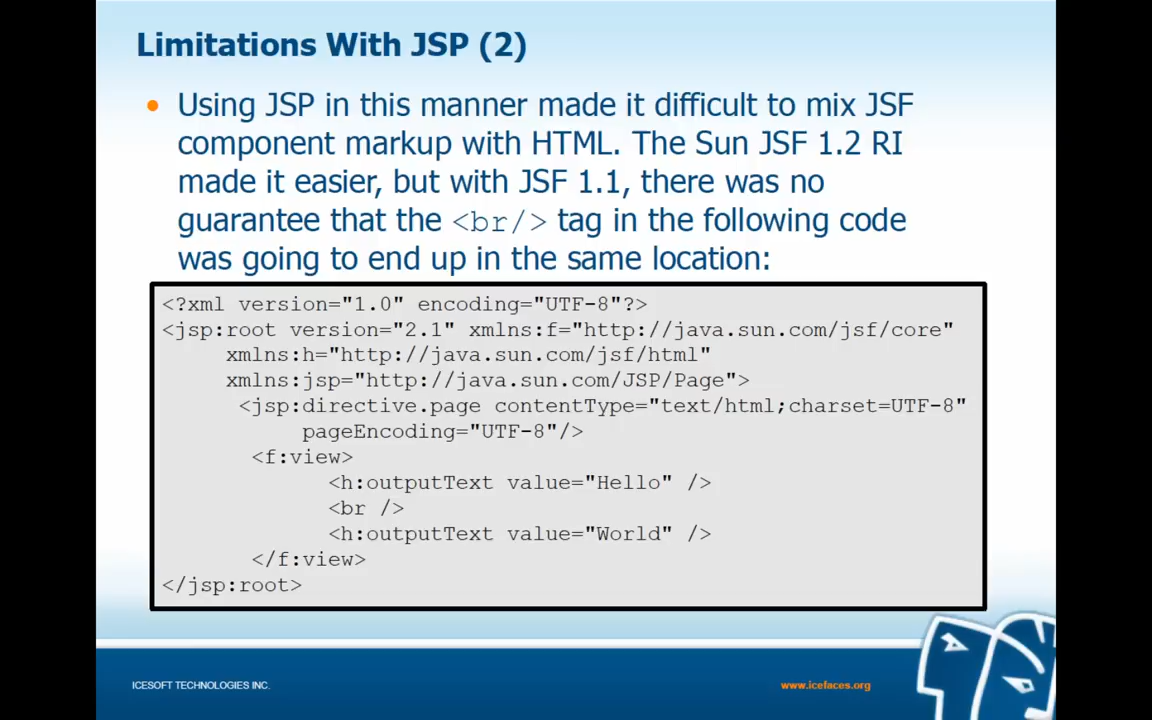 Limitations With JSP (2)
• Using JSP in this manner made it difficult to mix JSF
component markup with HTML. The Sun JSF 1.2 RI
made it easier, but with JSF 1.1, there was no
guarantee that the <br/> tag in the following code
was going to end up in the same location:
<?xml version="1.0" encoding="UTF-8"?>
<jsp:root version="2.1" xmlns:f="http://java.sun.com/jsf/core"
     xmlns:h="http://java.sun.com/jsf/html"
     xmlns:jsp="http://java.sun.com/JSP/Page">
      <jsp:directive.page contentType="text/html;charset=UTF-8"
           pageEncoding="UTF-8"/>
       <f:view>
             <h:outputText value="Hello" />
             <br />
             <h:outputText value="World" />
       </f:view>
</jsp:root>
ICESOFT TECHNOLOGIES INC.
www.icefaces.org